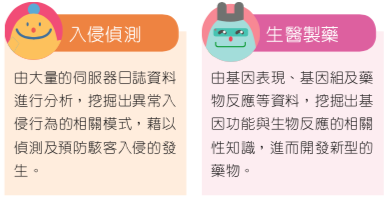 入侵偵測
由大量的伺服器日誌資料
進行分析，挖掘出異常入
侵行為的相關模式，藉以
偵測及預防駭客入侵的發
生。
生醫製藥
由基因表現、基因組及藥
物反應等資料，挖掘出基
因功能與生物反應的相關
性知識，進而開發新型的
藥物。